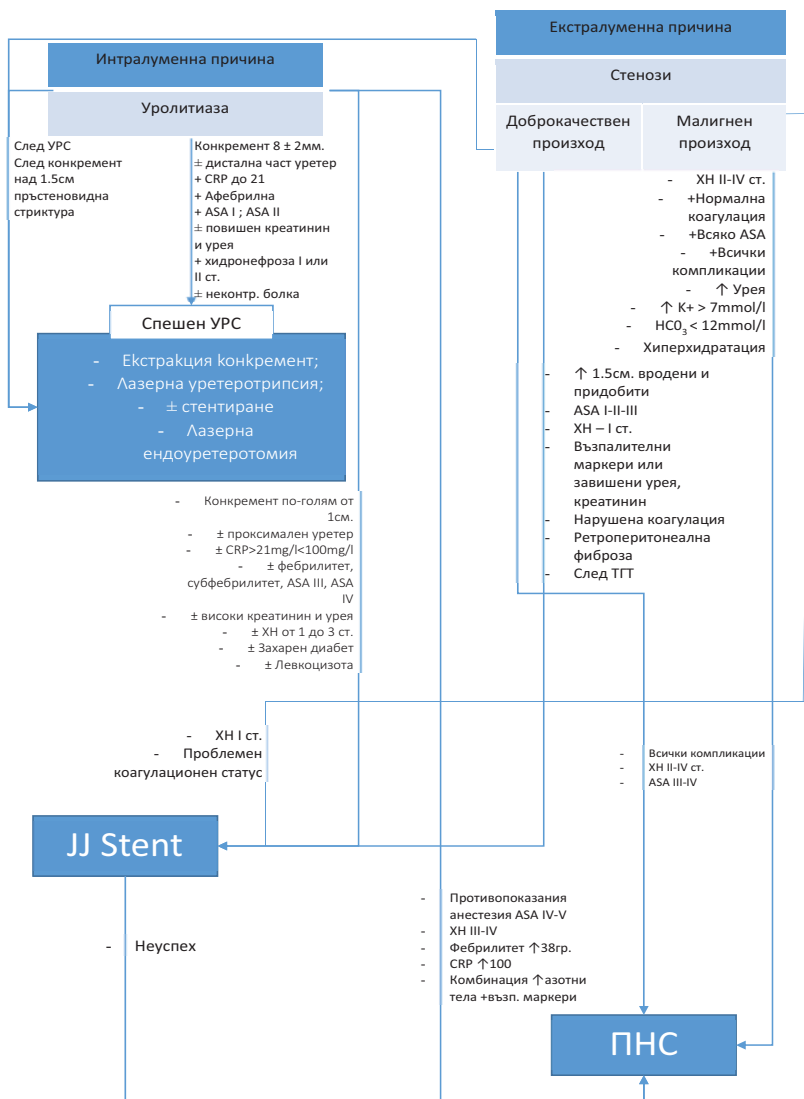 Интралуменна причина
Уролитиаза
Екстралуменна причина
Стенози
Доброкачествен
произход
Малигнен
произход
След УРС
След конкремент
над 1.5см
пръстеновидна
стриктура
Конкремент 8 ± 2мм.
± дистална част уретер
+ CRP до 21
+ Афебрилна
+ ASA I ; ASA II
± повишен креатинин
и урея
+ хидронефроза I или
II ст.
± неконтр. болка
- ХН II-IV ст.
- +Нормална
коагулация
- +Всяко ASA
- +Всички
компликации
- ↑ Урея
- ↑ K+ > 7mmol/l
- HC0₃ < 12mmol/l
- Хиперхидратация
Спешен УРС
- Екстракция конкремент;
- Лазерна уретеротрипсия;
- ± стентиране
- Лазерна
ендоуретеротомия
- ↑ 1.5см. вродени и
придобити
- ASA I-II-III
- ХН – I ст.
- Възпалителни
маркери или
завишени урея,
креатинин
- Нарушена коагулация
- Ретроперитонеална
фиброза
- След ТГТ
- Конкремент по-голям от
1см.
- ± проксимален уретер
- ± CRP>21mg/l<100mg/l
- ± фебрилитет,
субфебрилитет, ASA III, ASA
IV
- ± високи креатинин и урея
- ± ХН от 1 до 3 ст.
- ± Захарен диабет
- ± Левкоцизота
- ХН I ст.
- Проблемен
коагулационен статус
- Всички компликации
- ХН II-IV ст.
- ASA III-IV
JJ Stent
- Неуспех
- Противопоказания
анестезия ASA IV-V
- ХН III-IV
- Фебрилитет ↑38гр.
- CRP ↑100
- Комбинация ↑азотни
тела +възп. маркери
ПНС